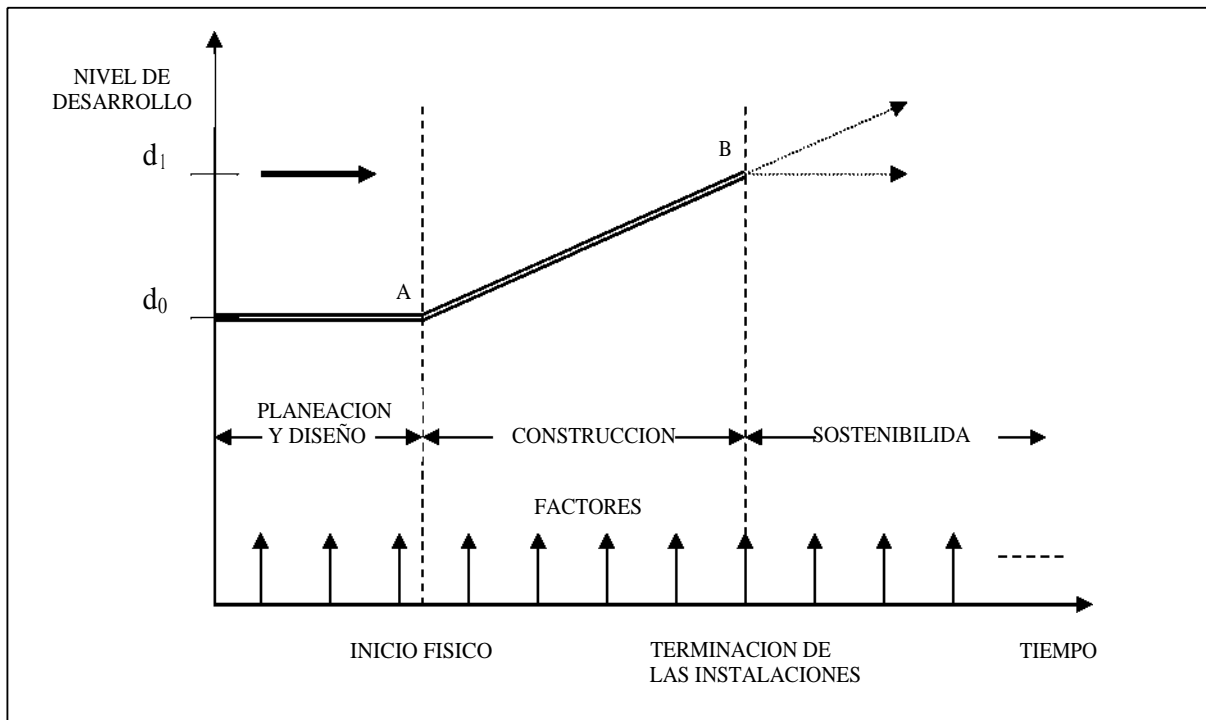 NIVEL DE
DESARROLLO
d1
B
d0
A
PLANEACION
Y DISEÑO
CONSTRUCCION
SOSTENIBILIDA
FACTORES
INICIO FISICO
TERMINACION DE
LAS INSTALACIONES
TIEMPO